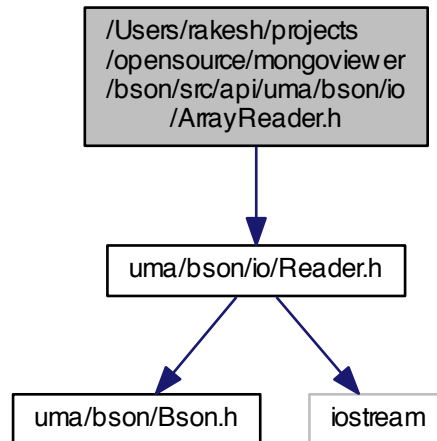 /Users/rakesh/projects
/opensource/mongoviewer
/bson/src/api/uma/bson/io
/ArrayReader.h
uma/bson/io/Reader.h
uma/bson/Bson.h
iostream